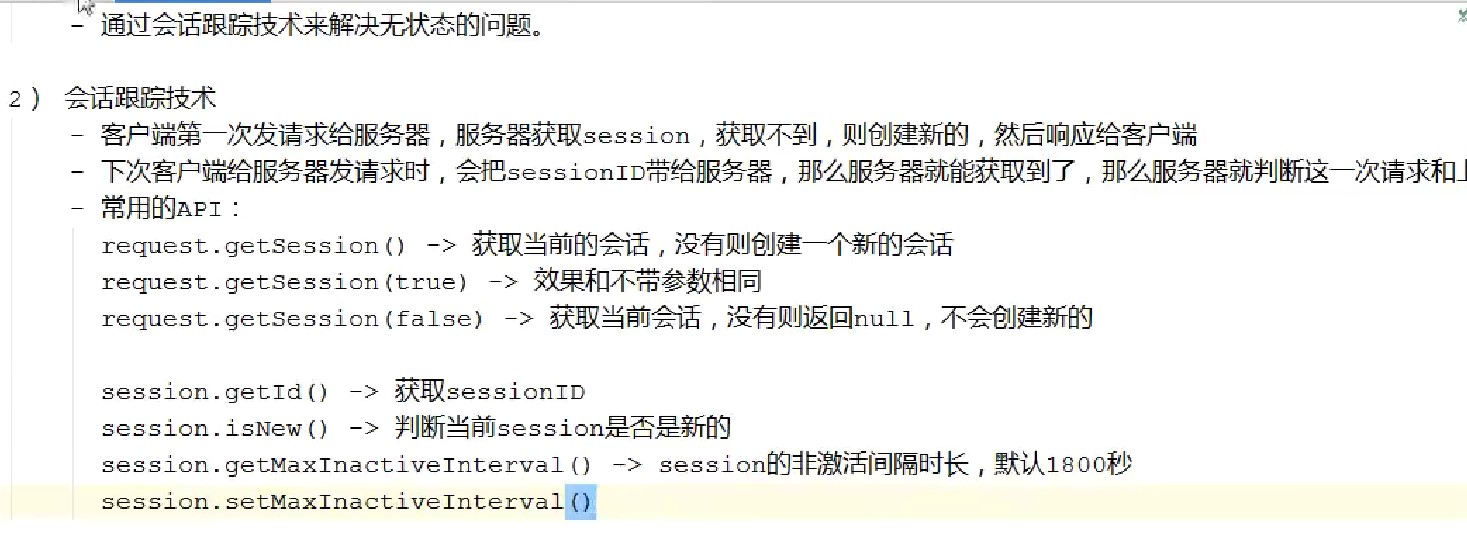 - 通过会话跟踪技术来解决无状态的问题。
2） 会话跟踪技术
- 客户端第一次发请求给服务器，服务器获取session，获取不到，则创建新的，然后响应给客户端
- 下次客户端给服务器发请求时，会把sessionID带给服务器，那么服务器就能获取到了，那么服务器就判断这一次请求和
- 常用的API：
request.getSession() -> 获取当前的会话，没有则创建一个新的会话
request.getSession(true) -> 效果和不带参数相同
request.getSession(false) -> 获取当前会话，没有则返回null，不会创建新的
session.getId() -> 获取sessionID
session.isNew() -> 判断当前session是否是新的
session.getMaxInactiveInterval() -> session的非激活间隔时长，默认1800秒
session.setMaxInactiveInterval()